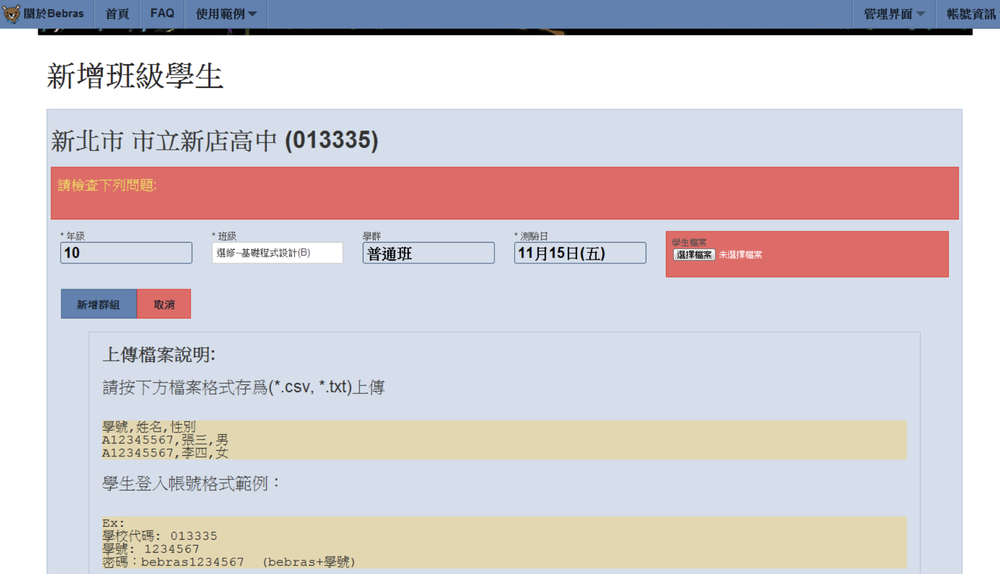 關於Bebras 首頁 FAQ 使用範例 管理界面 帳號資訊
新增班級學生
新北市 市立新店高中 (013335)
請檢查下列問題:
* 年級 * 班級 學群 * 測驗日 學生檔案
10 選修--基礎程式設計(B) 普通班 11月15日(五) 選擇檔案 未選擇檔案
新增群組 取消
上傳檔案說明:
請按下方檔案格式存為(*.csv, *.txt)上傳
學號,姓名,性別
A12345567,張三,男
A12345567,李四,女
學生登入帳號格式範例：
Ex:
學校代碼: 013335
學號: 1234567
密碼：bebras1234567 (bebras+學號)